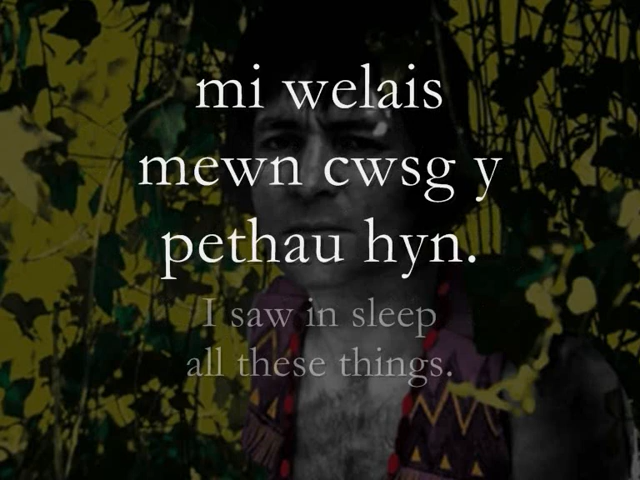 mi welais
mewn cwsg y
pethau hyn.
I saw in sleep
all these things.